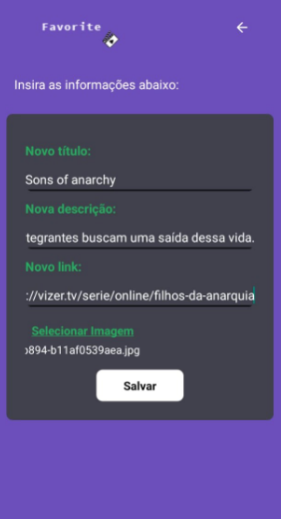 Favorite
Insira as informações abaixo:
Novo título:
Sons of anarchy
Nova descrição:
tegrantes buscam uma saída dessa vida.
Novo link:
://vizer.tv/serie/online/filhos-da-anarquia
Selecionar Imagem
b894-b11af0539aea.jpg
Salvar